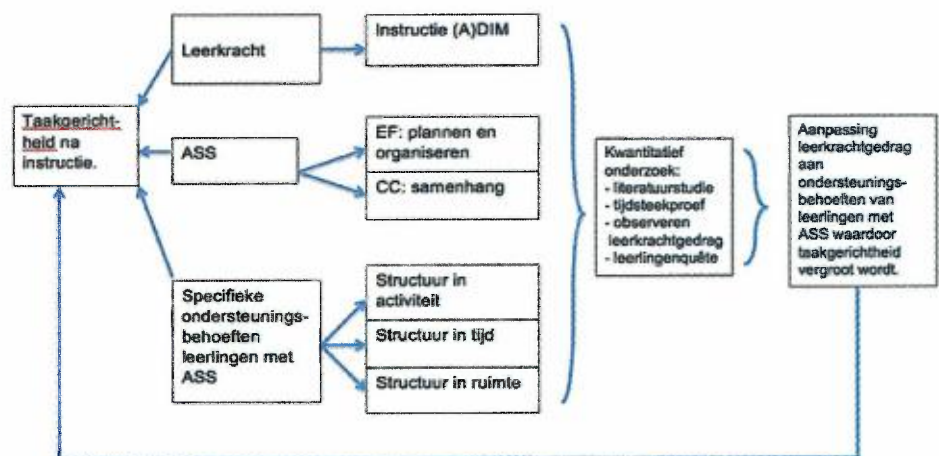 Leerkracht
Instructie (A)DIM
Taakgericht-
heid na
instructie.
ASS
EF: plannen en
organiseren
CC: samenhang
Specifieke
ondersteunings-
behoeften
leerlingen met
ASS
Structuur in
activiteit
Structuur in tijd
Structuur in ruimte
Kwantitatief
onderzoek:
- literatuurstudie
- tijdsteekproef
- observeren
leerkrachtgedrag
- leerlingenquête
Aanpassing
leerkrachtgedrag
aan
ondersteunings-
behoeften van
leerlingen met
ASS waardoor
taakgerichtheid
vergroot wordt.